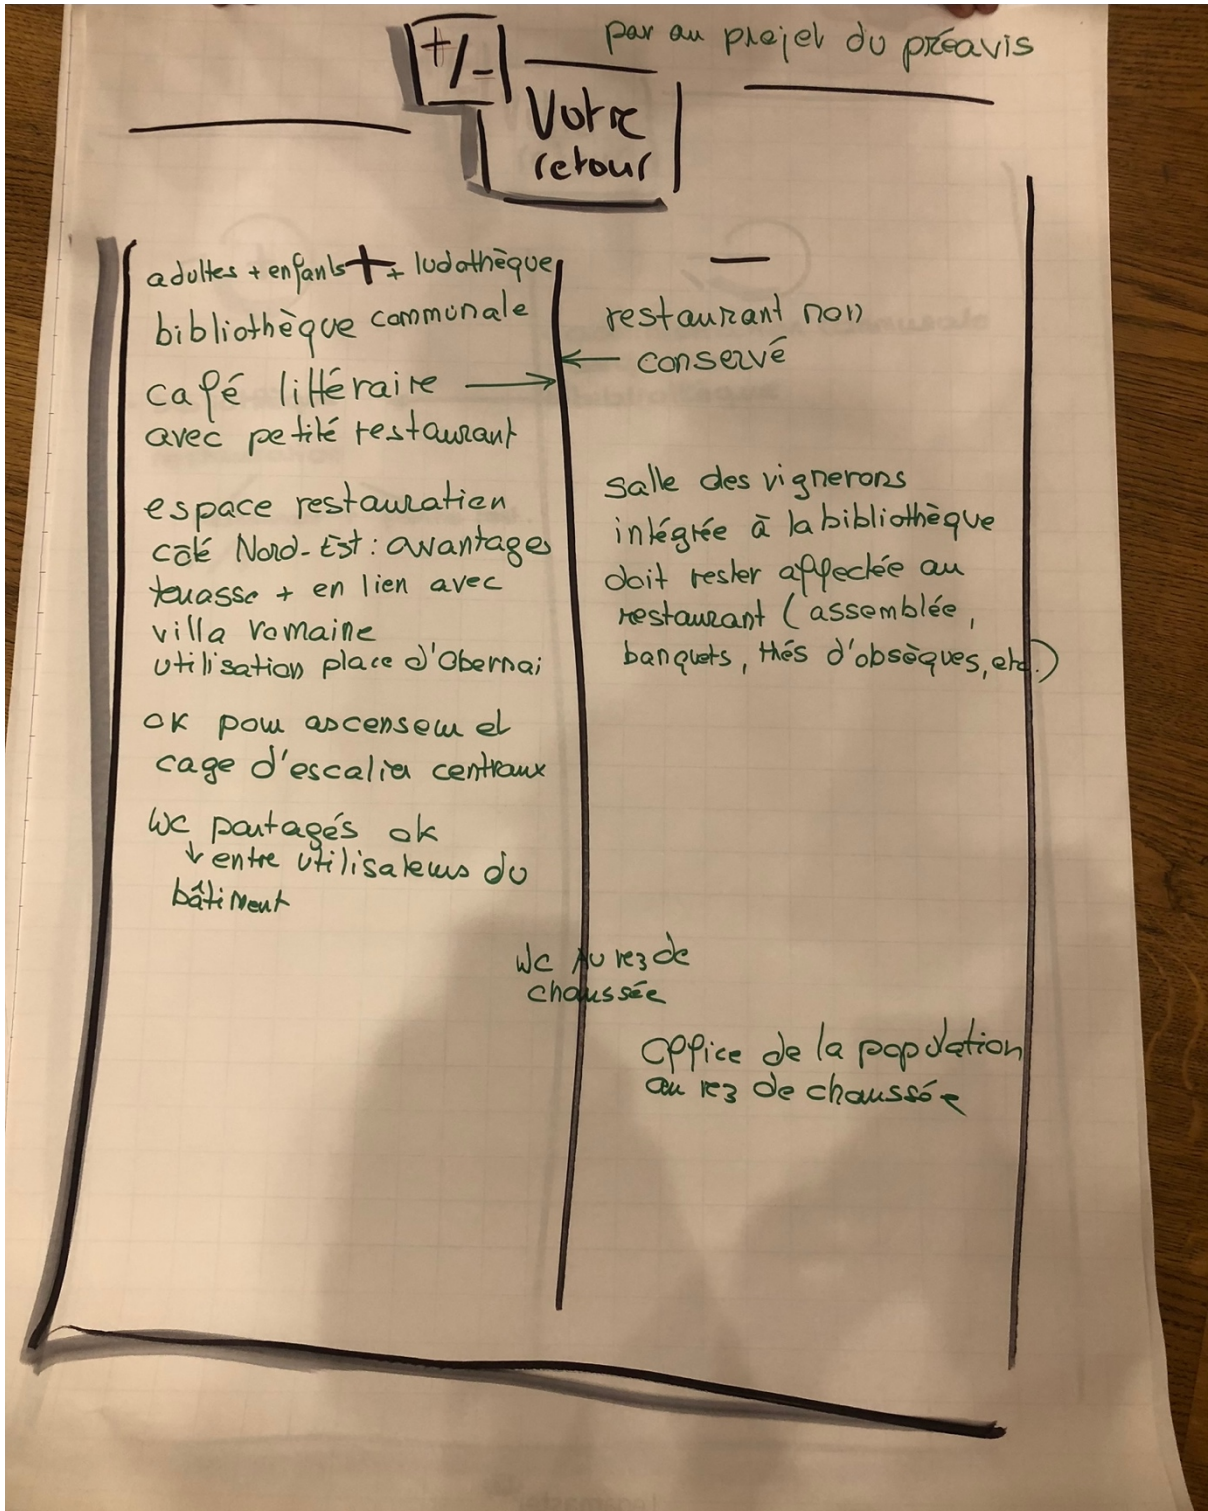 +/-
par au projet du préavis
Votre
retour
+
adultes + enfants + ludothèque
bibliothèque communale
café littéraire →
avec petite restaurant
espace restauration
côté Nord-Est : avantages
terrasse + en lien avec
villa romaine
utilisation place d'Obernai
ok pour ascenseur et
cage d'escalier centraux
WC partagés ok
↓ entre utilisateurs du
bâtiment
—
restaurant non
← conservé
salle des vignerons
intégrée à la bibliothèque
doit rester affectée au
restaurant (assemblée,
banquets, thés d'obsèques, etc.)
WC AU rez de
chaussée
Office de la population
au rez de chaussée